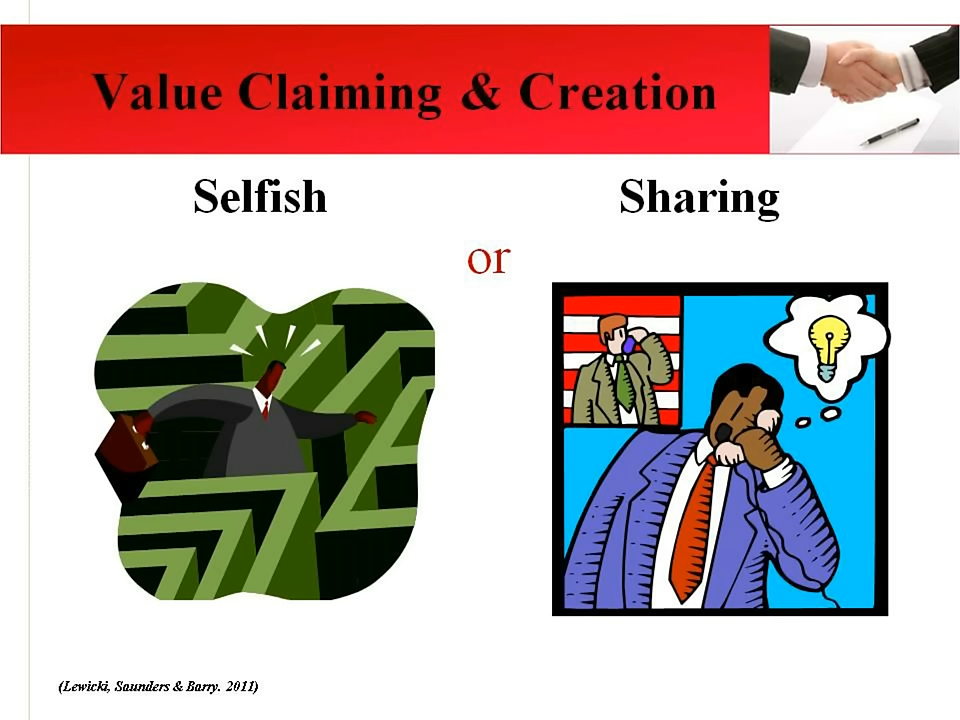 Value Claiming & Creation
Selfish
Sharing
or
(Lewicki, Saunders & Barry. 2011)